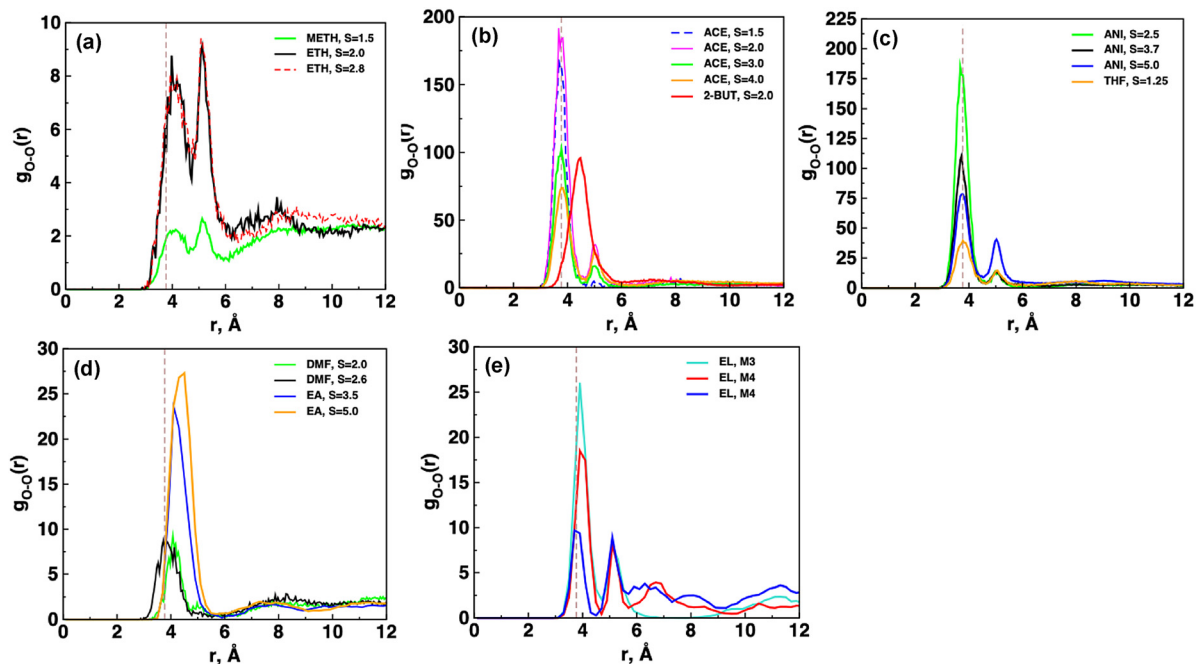 (a)
METH, S=1.5
ETH, S=2.0
ETH, S=2.8
10
8
6
4
2
0
gO-O(r)
0 2 4 6 8 10 12
r, Å
(b)
ACE, S=1.5
ACE, S=2.0
ACE, S=3.0
ACE, S=4.0
2-BUT, S=2.0
200
150
100
50
0
gO-O(r)
0 2 4 6 8 10 12
r, Å
(c)
ANI, S=2.5
ANI, S=3.7
ANI, S=5.0
THF, S=1.25
225
200
175
150
125
100
75
50
25
0
gO-O(r)
0 2 4 6 8 10 12
r, Å
(d)
DMF, S=2.0
DMF, S=2.6
EA, S=3.5
EA, S=5.0
30
25
20
15
10
5
0
gO-O(r)
0 2 4 6 8 10 12
r, Å
(e)
EL, M3
EL, M4
EL, M4
30
25
20
15
10
5
0
gO-O(r)
0 2 4 6 8 10 12
r, Å